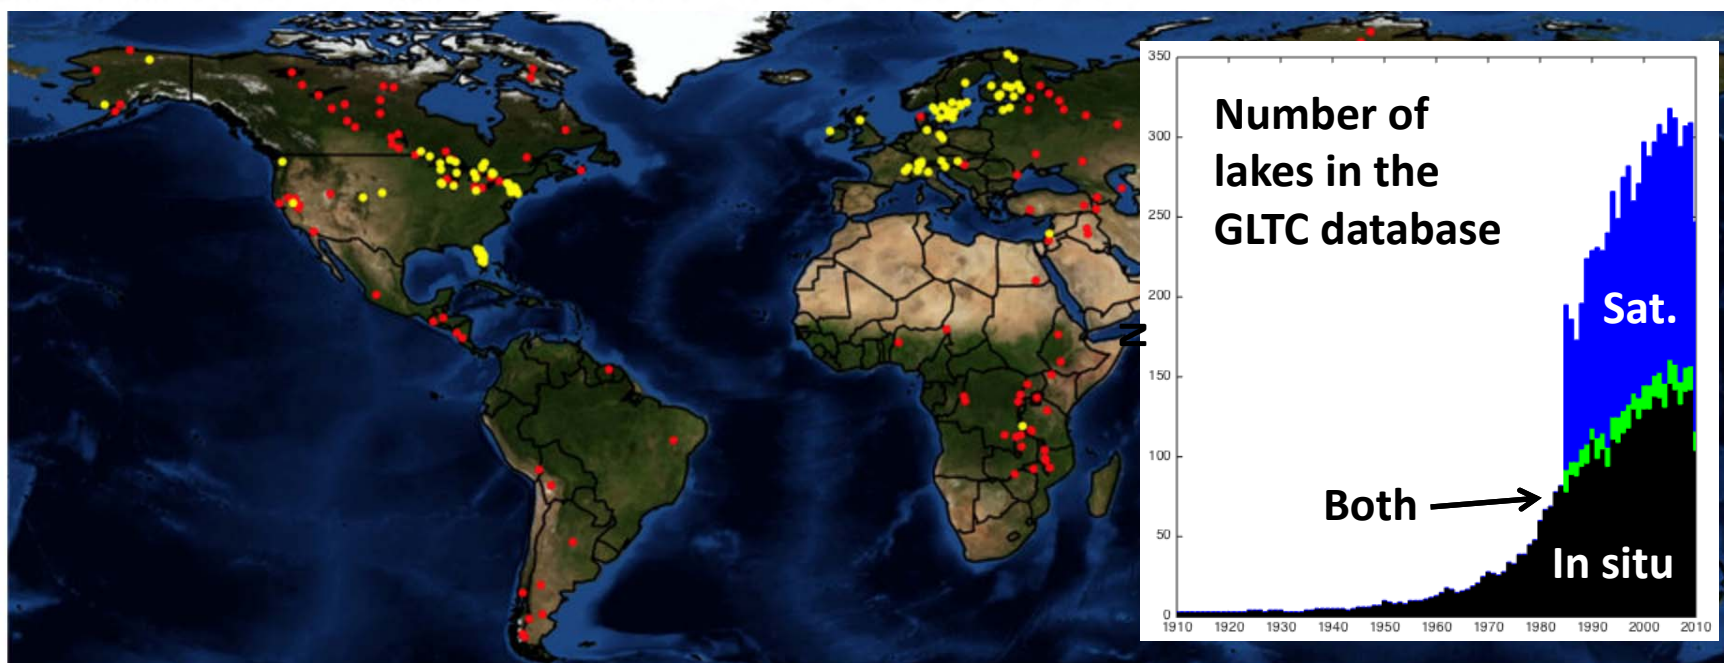 350
Number of
lakes in the
GLTC database
300
250
200
150
100
50
0
Sat.
Both
In situ
1910 1920 1930 1940 1950 1960 1970 1980 1990 2000 2010
N